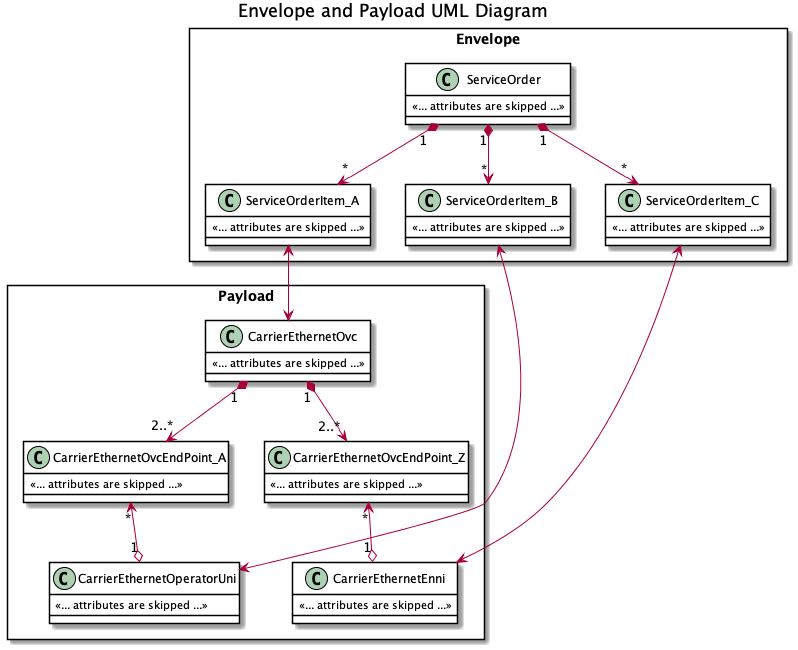 Envelope and Payload UML Diagram
Envelope
C ServiceOrder
«... attributes are skipped ...»
1 1 1
* * *
C ServiceOrderItem_A
«... attributes are skipped ...»
C ServiceOrderItem_B
«... attributes are skipped ...»
C ServiceOrderItem_C
«... attributes are skipped ...»
Payload
C CarrierEthernetOvc
«... attributes are skipped ...»
1 1
2..* 2..*
C CarrierEthernetOvcEndPoint_A
«... attributes are skipped ...»
C CarrierEthernetOvcEndPoint_Z
«... attributes are skipped ...»
* *
1 1
C CarrierEthernetOperatorUni
«... attributes are skipped ...»
C CarrierEthernetEnni
«... attributes are skipped ...»